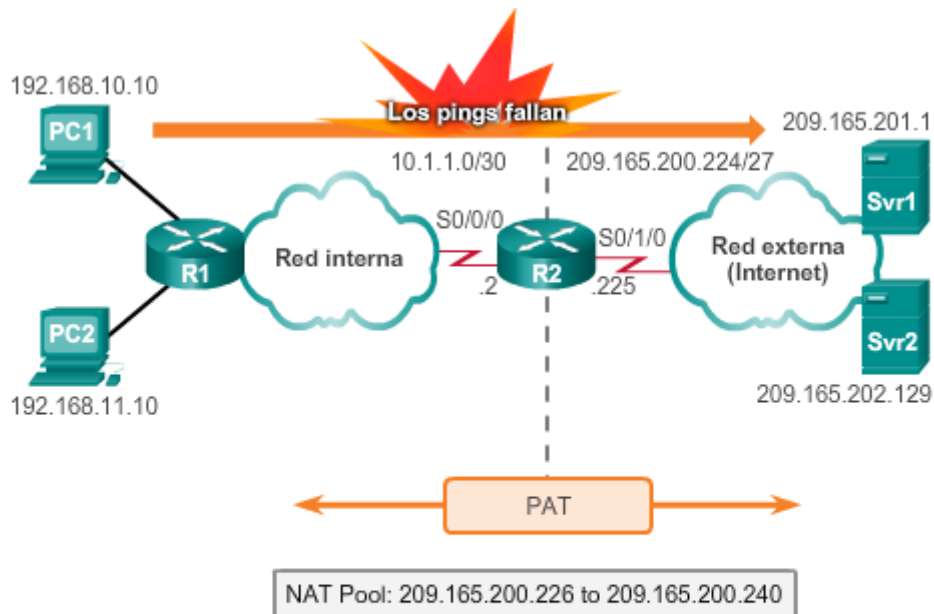 192.168.10.10
PC1
Los pings fallan
209.165.201.1
10.1.1.0/30
209.165.200.224/27
Svr1
S0/0/0
S0/1/0
R1
Red interna
R2
Red externa
(Internet)
.2
.225
PC2
Svr2
192.168.11.10
209.165.202.129
PAT
NAT Pool: 209.165.200.226 to 209.165.200.240